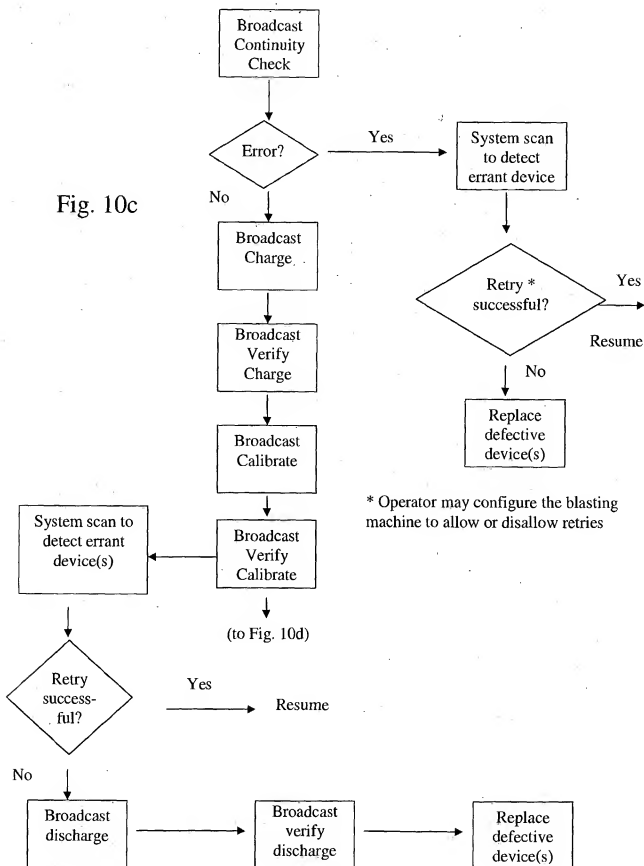 Broadcast
Continuity
Check
Error?
Yes
System scan
to detect
errant device
Fig. 10c
No
Broadcast
Charge
Retry *
successful?
Yes
Resume
Broadcast
Verify
Charge
No
Replace
defective
device(s)
Broadcast
Calibrate
* Operator may configure the blasting
machine to allow or disallow retries
System scan to
detect errant
device(s)
Broadcast
Verify
Calibrate
(to Fig. 10d)
Retry
success-
ful?
Yes
Resume
No
Broadcast
discharge
Broadcast
verify
discharge
Replace
defective
device(s)